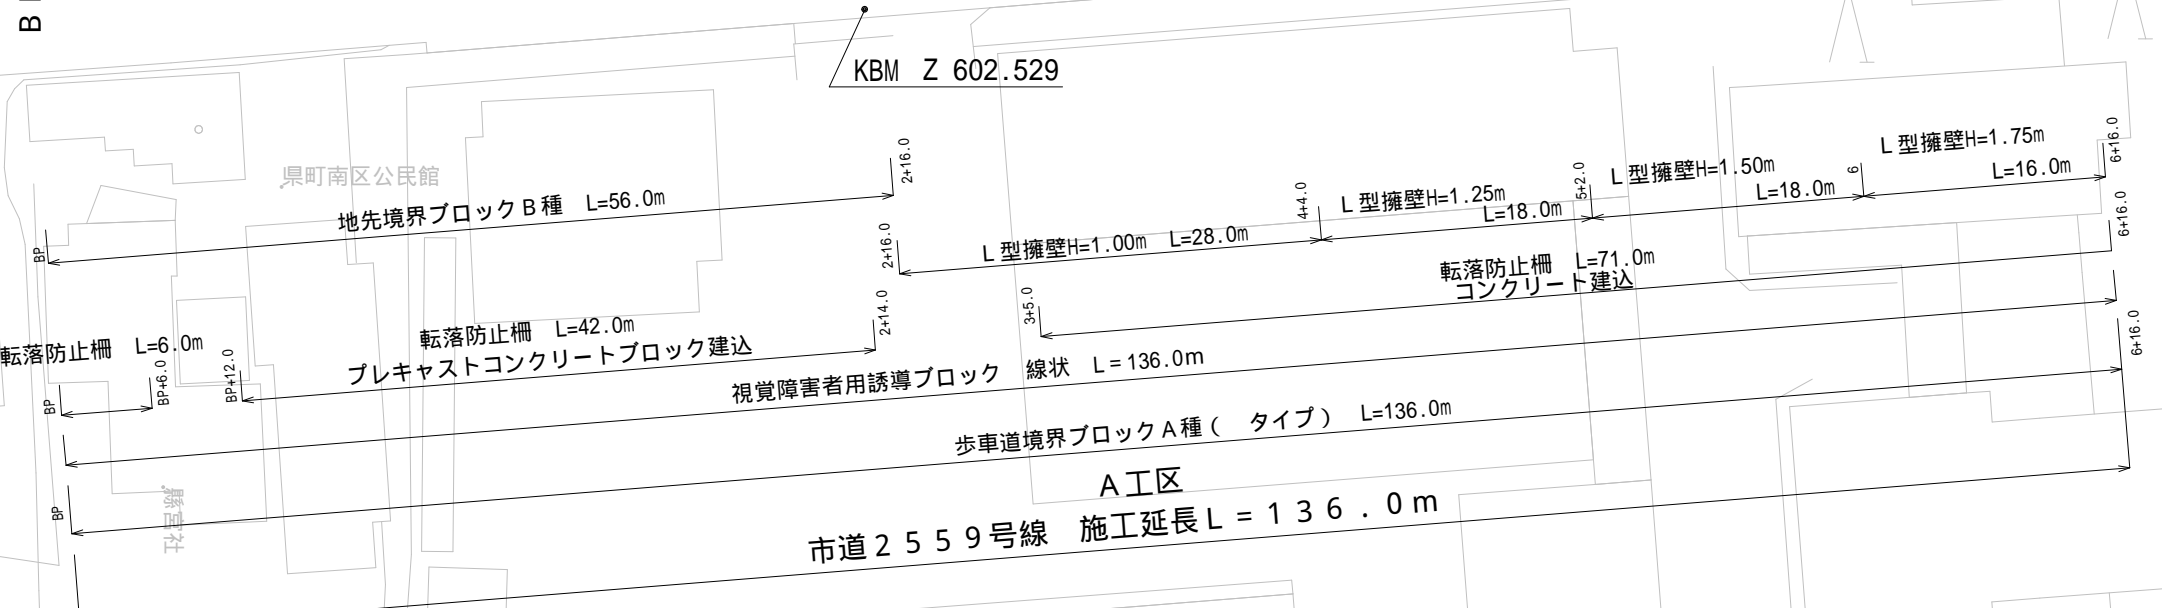 B
KBM Z 602.529
県町南区公民館
地先境界ブロックB種 L=56.0m
BP
2+16.0
2+16.0
L型擁壁H=1.00m L=28.0m
4+4.0
L型擁壁H=1.25m
L=18.0m
5+2.0
L型擁壁H=1.50m
L=18.0m
6
L型擁壁H=1.75m
L=16.0m
6+16.0
6+16.0
転落防止柵 L=71.0m
コンクリート建込
3+5.0
転落防止柵 L=6.0m
BP
BP+6.0
BP+12.0
転落防止柵 L=42.0m
プレキャストコンクリートブロック建込
2+14.0
視覚障害者用誘導ブロック 線状 L=136.0m
6+16.0
歩車道境界ブロックA種( タイプ) L=136.0m
BP
縣宮社
A工区
市道2559号線 施工延長L=136.0m